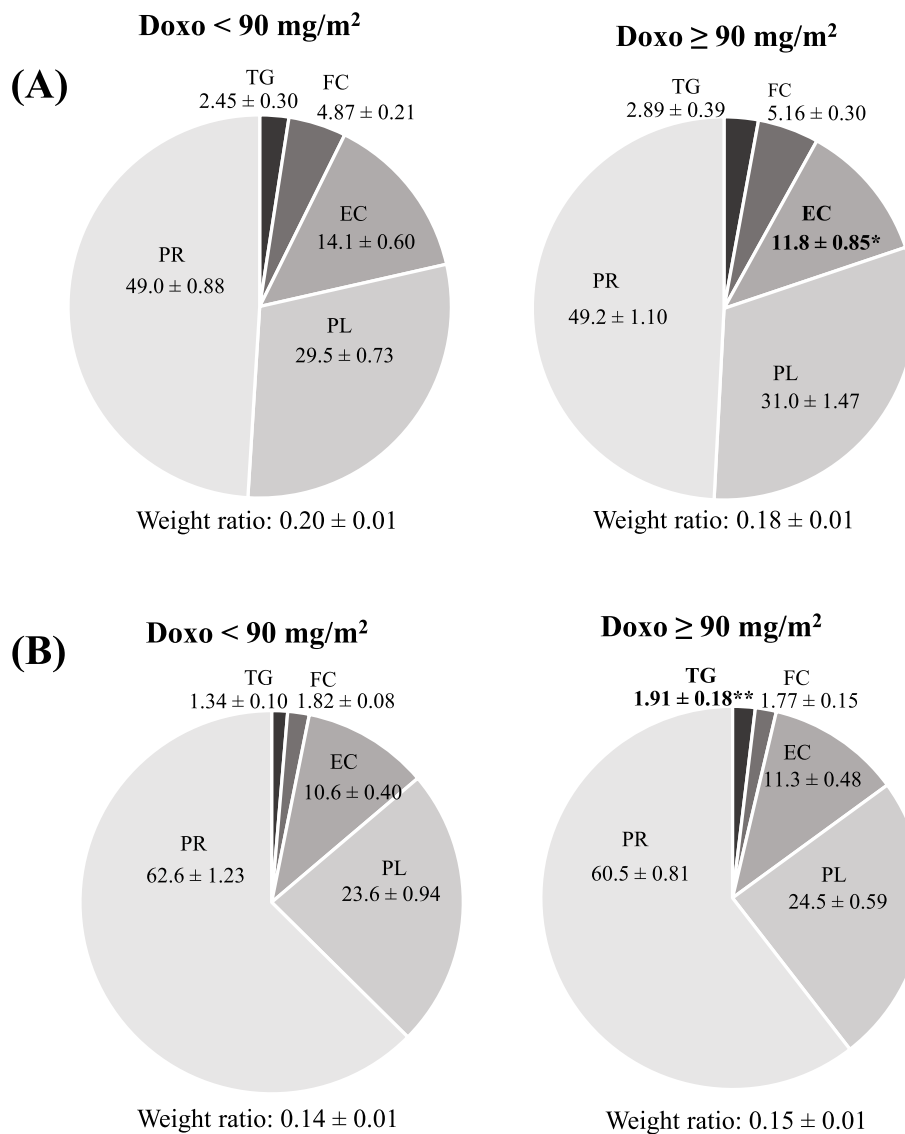 Doxo < 90 mg/m²
Doxo ≥ 90 mg/m²
(A)
TG
2.45 ± 0.30
FC
4.87 ± 0.21
EC
14.1 ± 0.60
PR
49.0 ± 0.88
PL
29.5 ± 0.73
Weight ratio: 0.20 ± 0.01
TG
2.89 ± 0.39
FC
5.16 ± 0.30
EC
11.8 ± 0.85*
PR
49.2 ± 1.10
PL
31.0 ± 1.47
Weight ratio: 0.18 ± 0.01
(B)
Doxo < 90 mg/m²
Doxo ≥ 90 mg/m²
TG
1.34 ± 0.10
FC
1.82 ± 0.08
EC
10.6 ± 0.40
PR
62.6 ± 1.23
PL
23.6 ± 0.94
Weight ratio: 0.14 ± 0.01
TG
1.91 ± 0.18**
FC
1.77 ± 0.15
EC
11.3 ± 0.48
PR
60.5 ± 0.81
PL
24.5 ± 0.59
Weight ratio: 0.15 ± 0.01